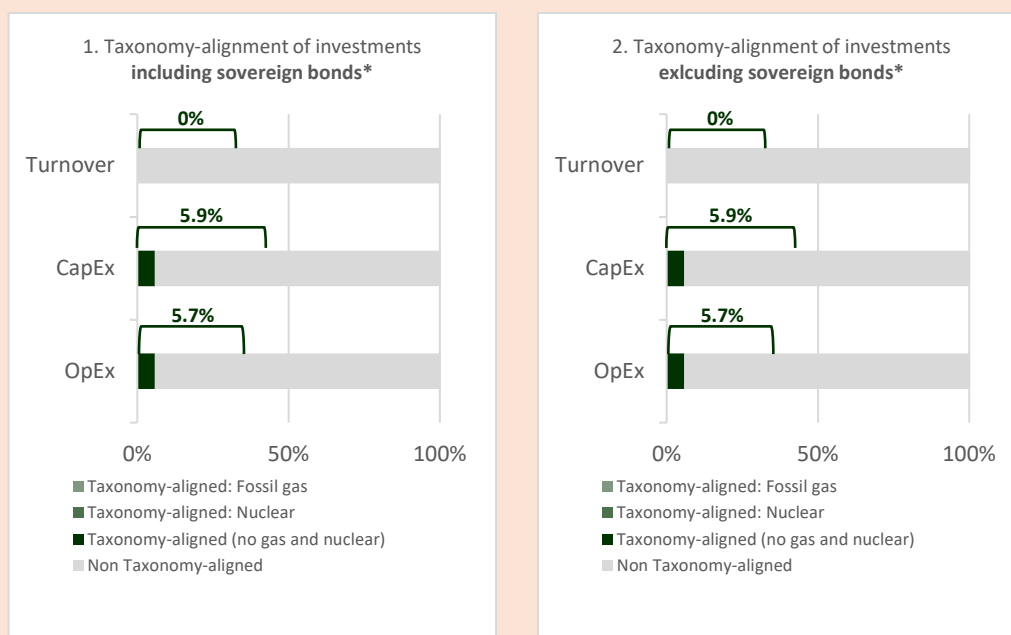 1. Taxonomy-alignment of investments
including sovereign bonds*
0%
Turnover
5.9%
CapEx
5.7%
OpEx
0%
50%
100%
Taxonomy-aligned: Fossil gas
Taxonomy-aligned: Nuclear
Taxonomy-aligned (no gas and nuclear)
Non Taxonomy-aligned
2. Taxonomy-alignment of investments
exlcuding sovereign bonds*
0%
Turnover
5.9%
CapEx
5.7%
OpEx
0%
50%
100%
Taxonomy-aligned: Fossil gas
Taxonomy-aligned: Nuclear
Taxonomy-aligned (no gas and nuclear)
Non Taxonomy-aligned